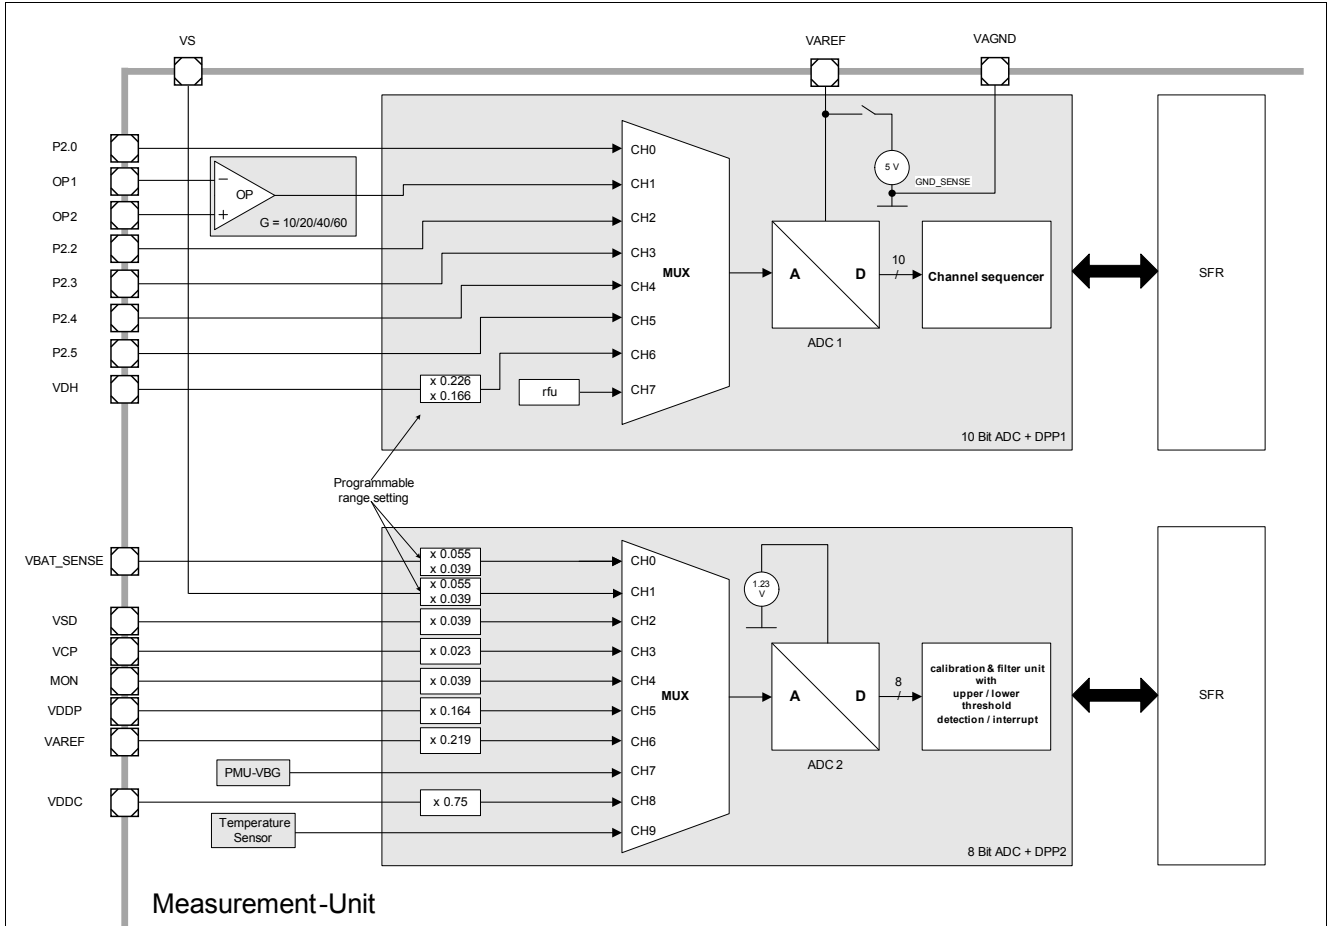 VS
VAREF
VAGND
P2.0
OP1
OP2
P2.2
P2.3
P2.4
P2.5
VDH
−
OP
+
G = 10/20/40/60
x 0.226
x 0.166
rfu
CH0
CH1
CH2
CH3
CH4
CH5
CH6
CH7
MUX
5 V
GND_SENSE
A
D
ADC 1
10
Channel sequencer
10 Bit ADC + DPP1
SFR
Programmable
range setting
VBAT_SENSE
VSD
VCP
MON
VDDP
VAREF
VDDC
x 0.055
x 0.039
x 0.055
x 0.039
x 0.039
x 0.023
x 0.039
x 0.164
x 0.219
PMU-VBG
x 0.75
Temperature
Sensor
CH0
CH1
CH2
CH3
CH4
CH5
CH6
CH7
CH8
CH9
MUX
1.23
V
A
D
ADC 2
8
calibration & filter unit
with
upper / lower
threshold
detection / interrupt
8 Bit ADC + DPP2
SFR
Measurement-Unit